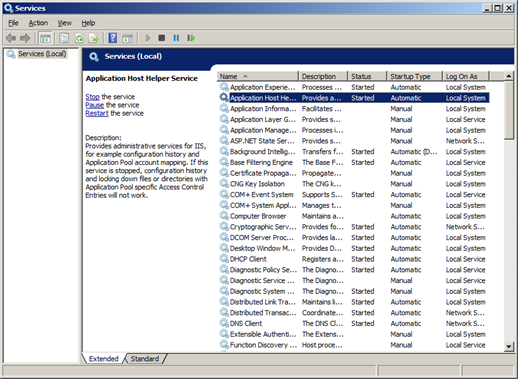 Services
File Action View Help
Services (Local)
Services (Local)
Application Host Helper Service
Stop the service
Pause the service
Restart the service
Description:
Provides administrative services for IIS,
for example configuration history and
Application Pool account mapping. If this
service is stopped, configuration history
and locking down files or directories with
Application Pool specific Access Control
Entries will not work.
Name Description Status Startup Type Log On As
Application Experie... Processes ... Started Automatic Local System
Application Host He... Provides a... Started Automatic Local System
Application Informa... Facilitates ... Manual Local System
Application Layer G... Provides s... Manual Local Service
Application Manage... Processes i... Manual Local System
ASP.NET State Ser... Provides s... Manual Network S...
Background Intellig... Transfers f... Started Automatic (D... Local System
Base Filtering Engine The Base F... Started Automatic Local Service
Certificate Propaga... Propagate... Manual Local System
CNG Key Isolation The CNG k... Manual Local System
COM+ Event System Supports S... Started Automatic Local Service
COM+ System Appl... Manages t... Manual Local System
Computer Browser Maintains a... Automatic Local System
Cryptographic Serv... Provides fo... Started Automatic Network S...
DCOM Server Proc... Provides la... Started Automatic Local System
Desktop Window M... Provides D... Started Automatic Local System
DHCP Client Registers a... Started Automatic Local Service
Diagnostic Policy Se... The Diagno... Started Automatic Local Service
Diagnostic Service ... The Diagno... Manual Local Service
Diagnostic System ... The Diagno... Started Manual Local System
Distributed Link Tra... Maintains li... Started Automatic Local System
Distributed Transac... Coordinate... Started Automatic Network S...
DNS Client The DNS Cl... Started Automatic Network S...
Extensible Authenti... The Extens... Manual Local System
Function Discovery ... Host proce... Manual Local Service
Extended Standard